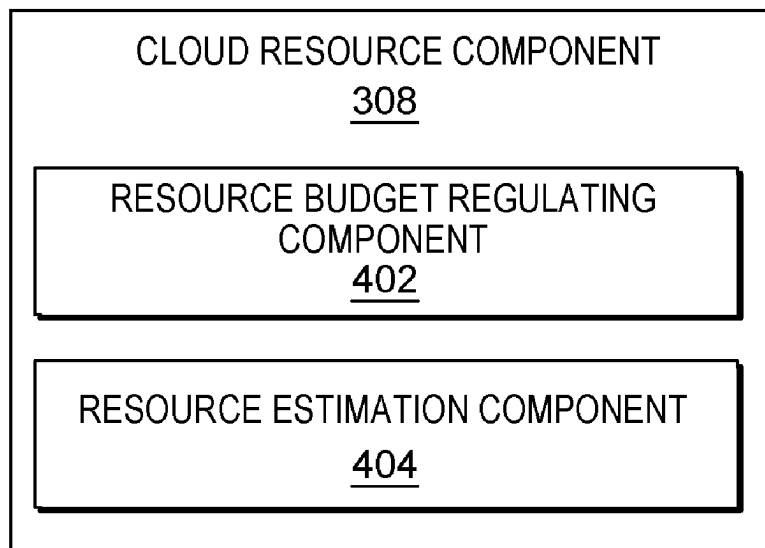 CLOUD RESOURCE COMPONENT
308
RESOURCE BUDGET REGULATING
COMPONENT
402
RESOURCE ESTIMATION COMPONENT
404